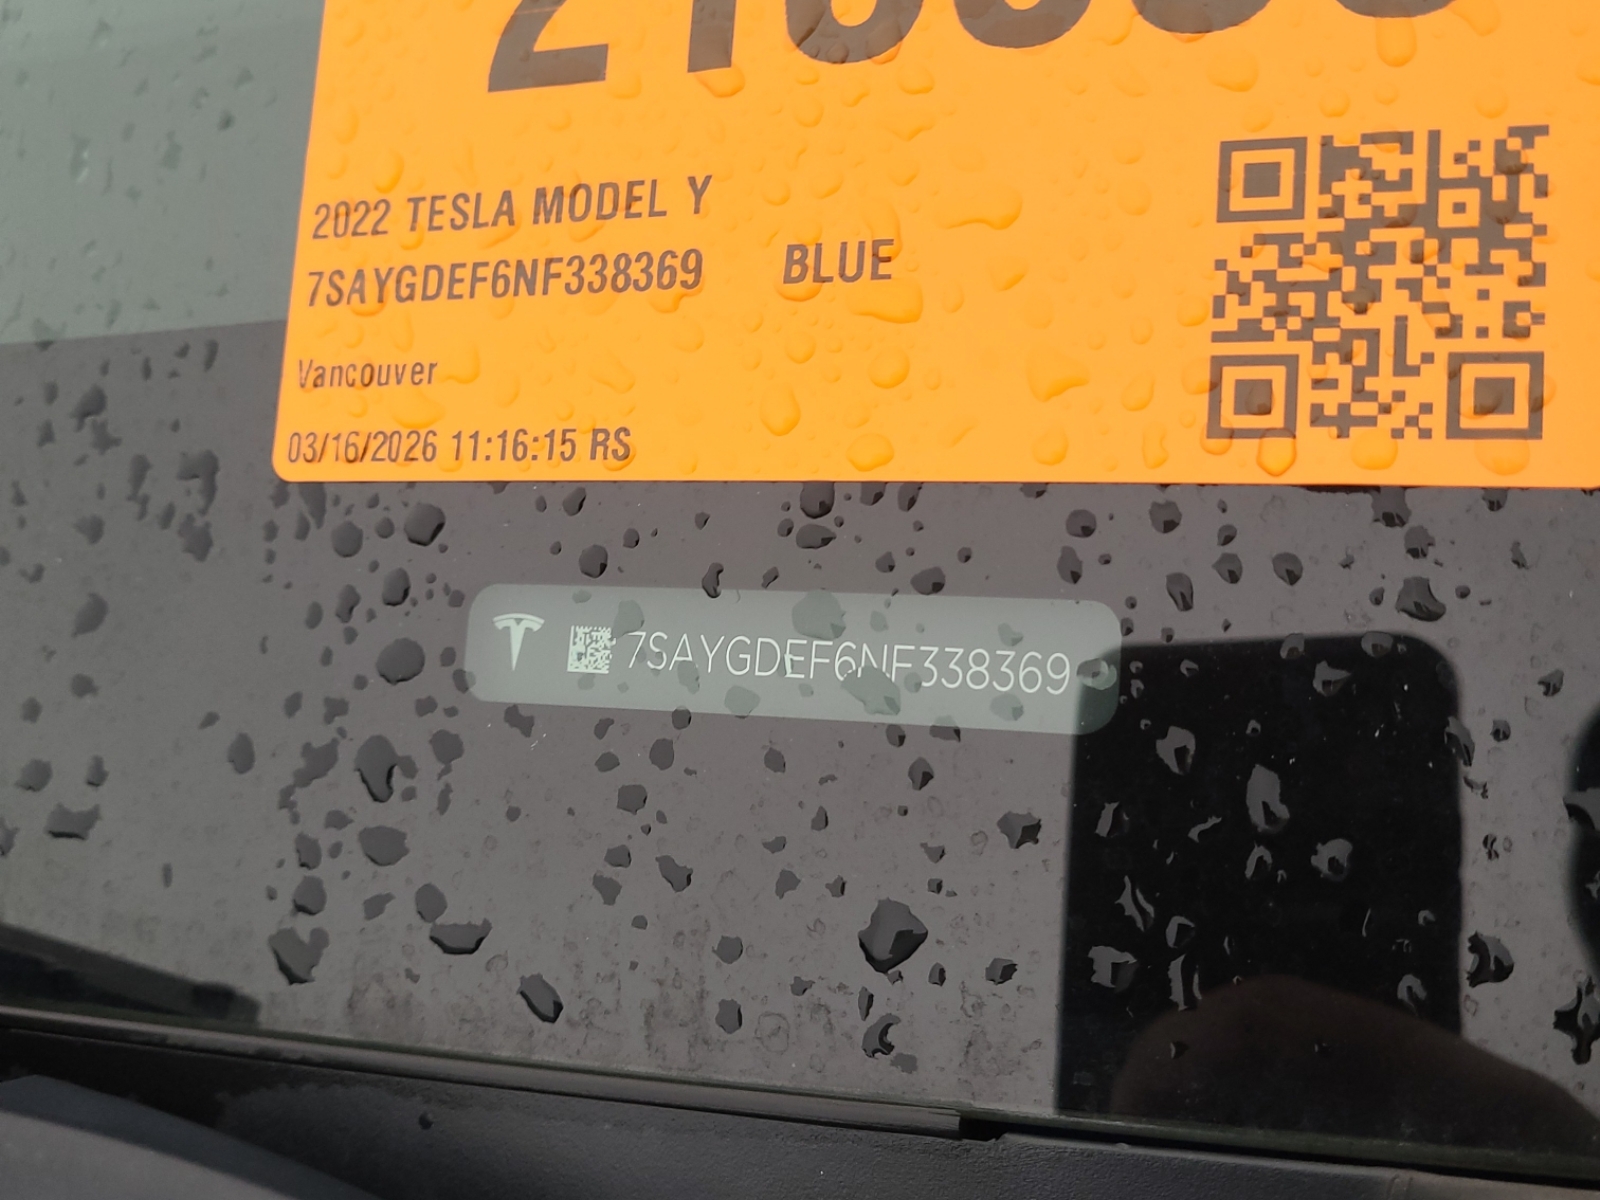 2022 TESLA MODEL Y
7SAYGDEF6NF338369 BLUE
Vancouver
03/16/2026 11:16:15 RS
7SAYGDEF6NF338369